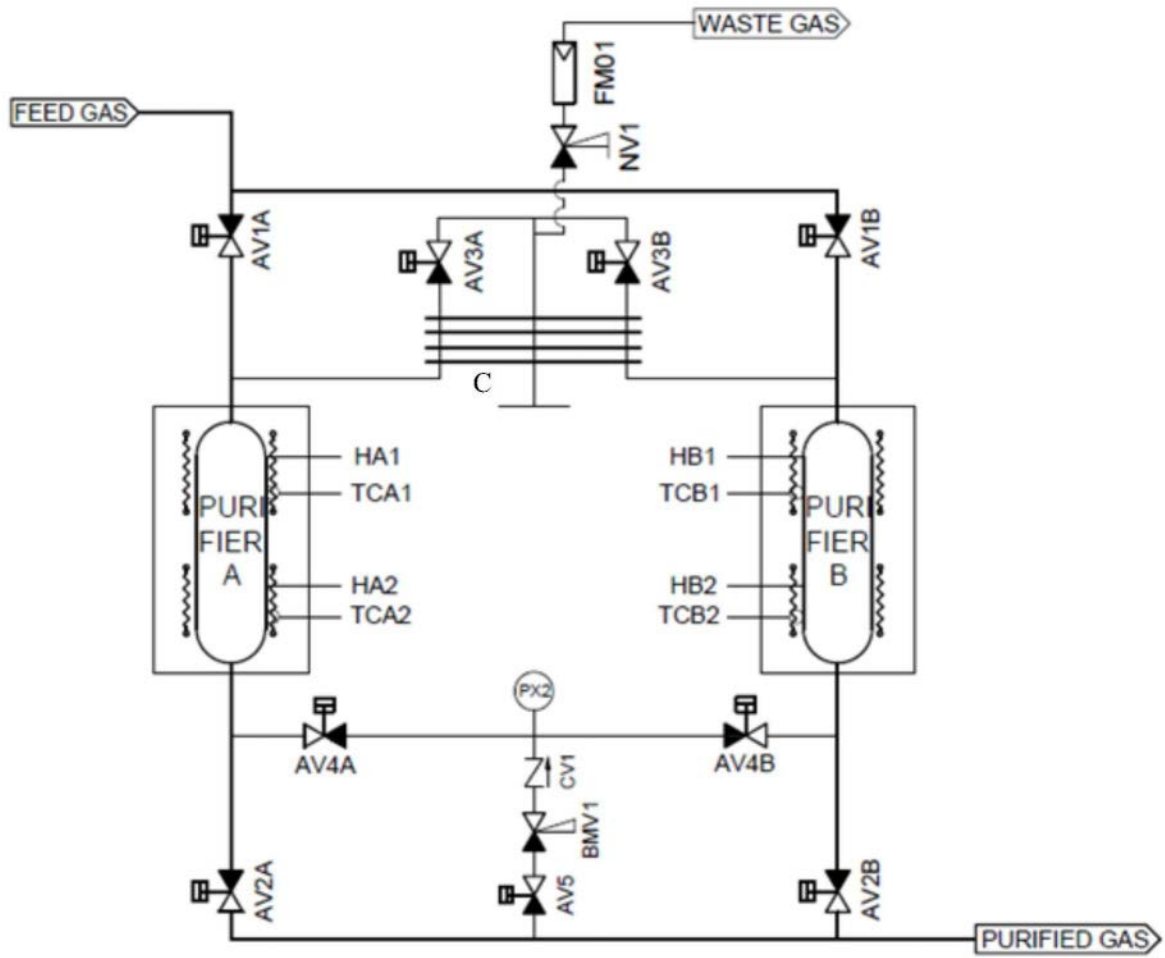 WASTE GAS
FM01
FEED GAS
NV1
AV1A
AV3A
AV3B
AV1B
C
HA1
TCA1
HA2
TCA2
PURI
FIER
A
HB1
TCB1
HB2
TCB2
PURI
FIER
B
PX2
AV4A
AV4B
CV1
BMV1
AV2A
AV5
AV2B
PURIFIED GAS